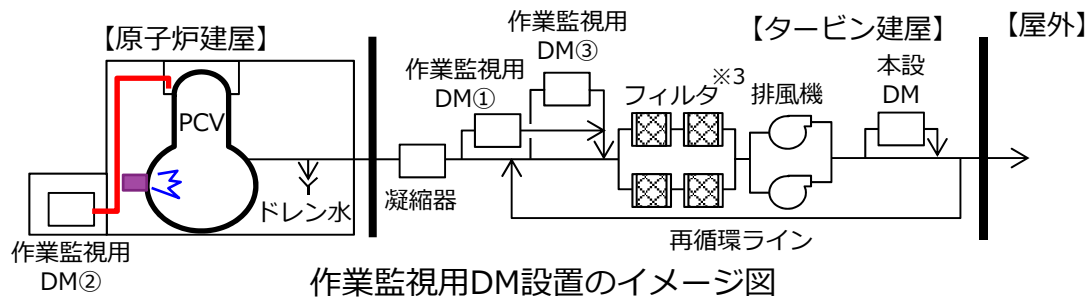 【原子炉建屋】
作業監視用
DM③
【タービン建屋】
【屋外】
作業監視用
DM①
フィルタ※3
排風機
本設
DM
PCV
ドレン水
凝縮器
再循環ライン
作業監視用
DM②
作業監視用DM設置のイメージ図